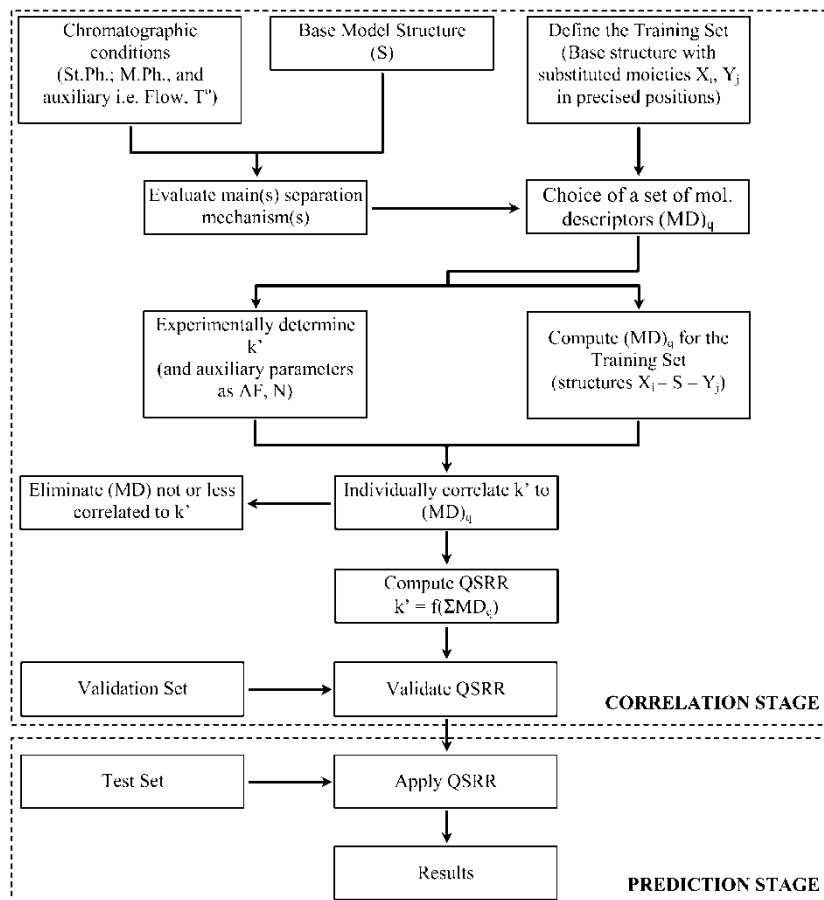 Chromatographic
conditions
(St.Ph.; M.Ph., and
auxiliary i.e. Flow, Tº)
Base Model Structure
(S)
Define the Training Set
(Base structure with
substituted moieties Xᵢ, Yⱼ
in precised positions)
Evaluate main(s) separation
mechanism(s)
Choice of a set of mol.
descriptors (MD)q
Experimentally determine
k’
(and auxiliary parameters
as AF, N)
Compute (MD)q for the
Training Set
(structures Xᵢ – S – Yⱼ)
Eliminate (MD) not or less
correlated to k’
Individually correlate k’ to
(MD)q
Compute QSRR
k’ = f(ΣMDq)
Validation Set
Validate QSRR
CORRELATION STAGE
Test Set
Apply QSRR
Results
PREDICTION STAGE